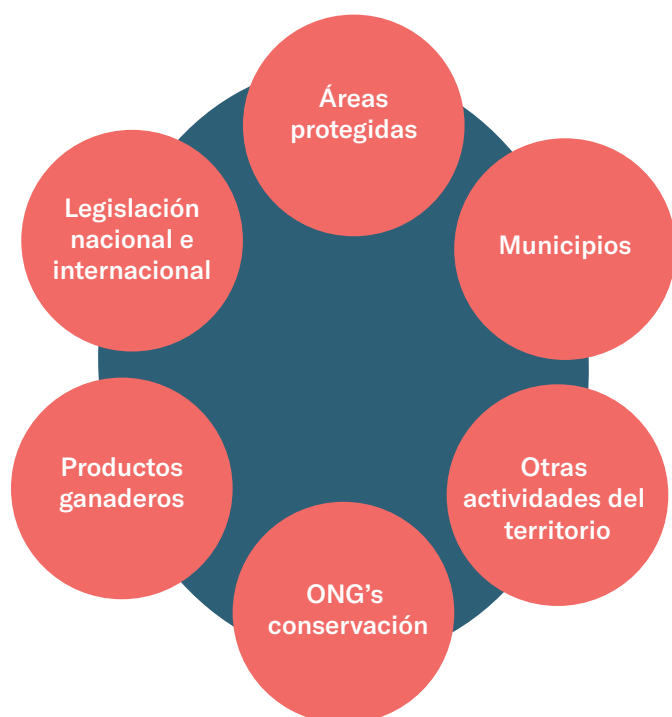 Áreas
protegidas
Legislación
nacional e
internacional
Municipios
Productos
ganaderos
Otras
actividades del
territorio
ONG’s
conservación